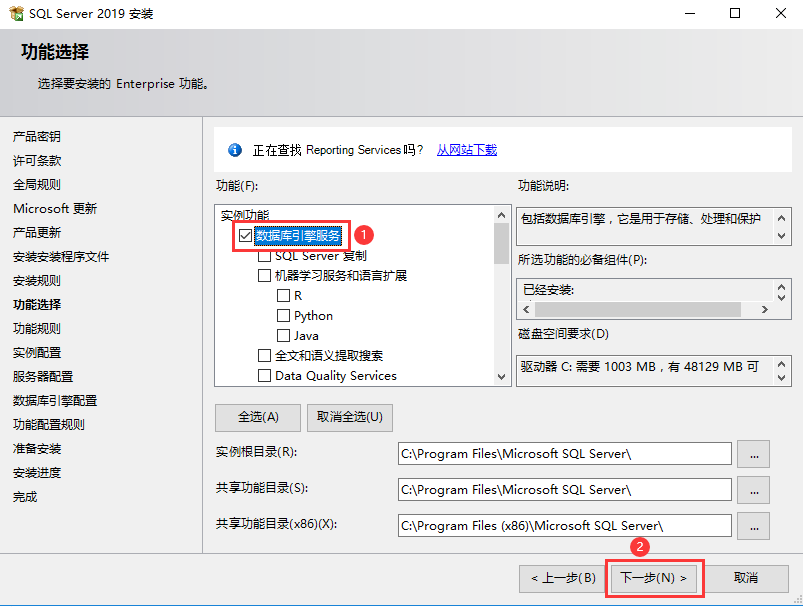 SQL Server 2019 安装
功能选择
选择要安装的 Enterprise 功能。
产品密钥
许可条款
全局规则
Microsoft 更新
产品更新
安装安装程序文件
安装规则
功能选择
功能规则
实例配置
服务器配置
数据库引擎配置
功能配置规则
准备安装
安装进度
完成
正在查找 Reporting Services 吗? 从网站下载
功能(F):
实例功能
数据库引擎服务
1
SQL Server 复制
机器学习服务和语言扩展
R
Python
Java
全文和语义提取搜索
Data Quality Services
功能说明:
包括数据库引擎，它是用于存储、处理和保护
所选功能的必备组件(P):
已经安装:
磁盘空间要求(D)
驱动器 C: 需要 1003 MB，有 48129 MB 可
全选(A) 取消全选(U)
实例根目录(R): C:\Program Files\Microsoft SQL Server\ ...
共享功能目录(S): C:\Program Files\Microsoft SQL Server\ ...
共享功能目录(x86)(X): C:\Program Files (x86)\Microsoft SQL Server\ ...
2
< 上一步(B) 下一步(N) > 取消